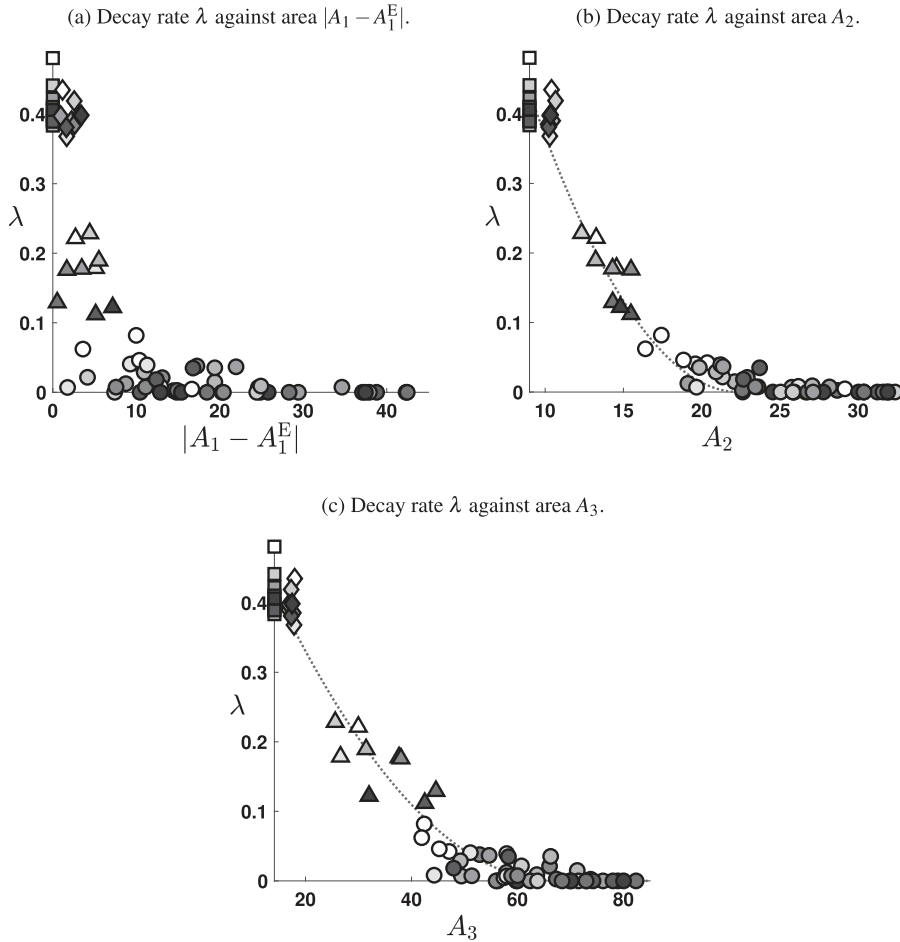 (a) Decay rate λ against area |A₁ − A₁ᴱ|.
0.4
0.3
λ
0.2
0.1
0
0 10 20 30 40
|A₁ − A₁ᴱ|
(b) Decay rate λ against area A₂.
0.4
0.3
λ
0.2
0.1
0
10 15 20 25 30
A₂
(c) Decay rate λ against area A₃.
0.4
0.3
λ
0.2
0.1
0
20 40 60 80
A₃